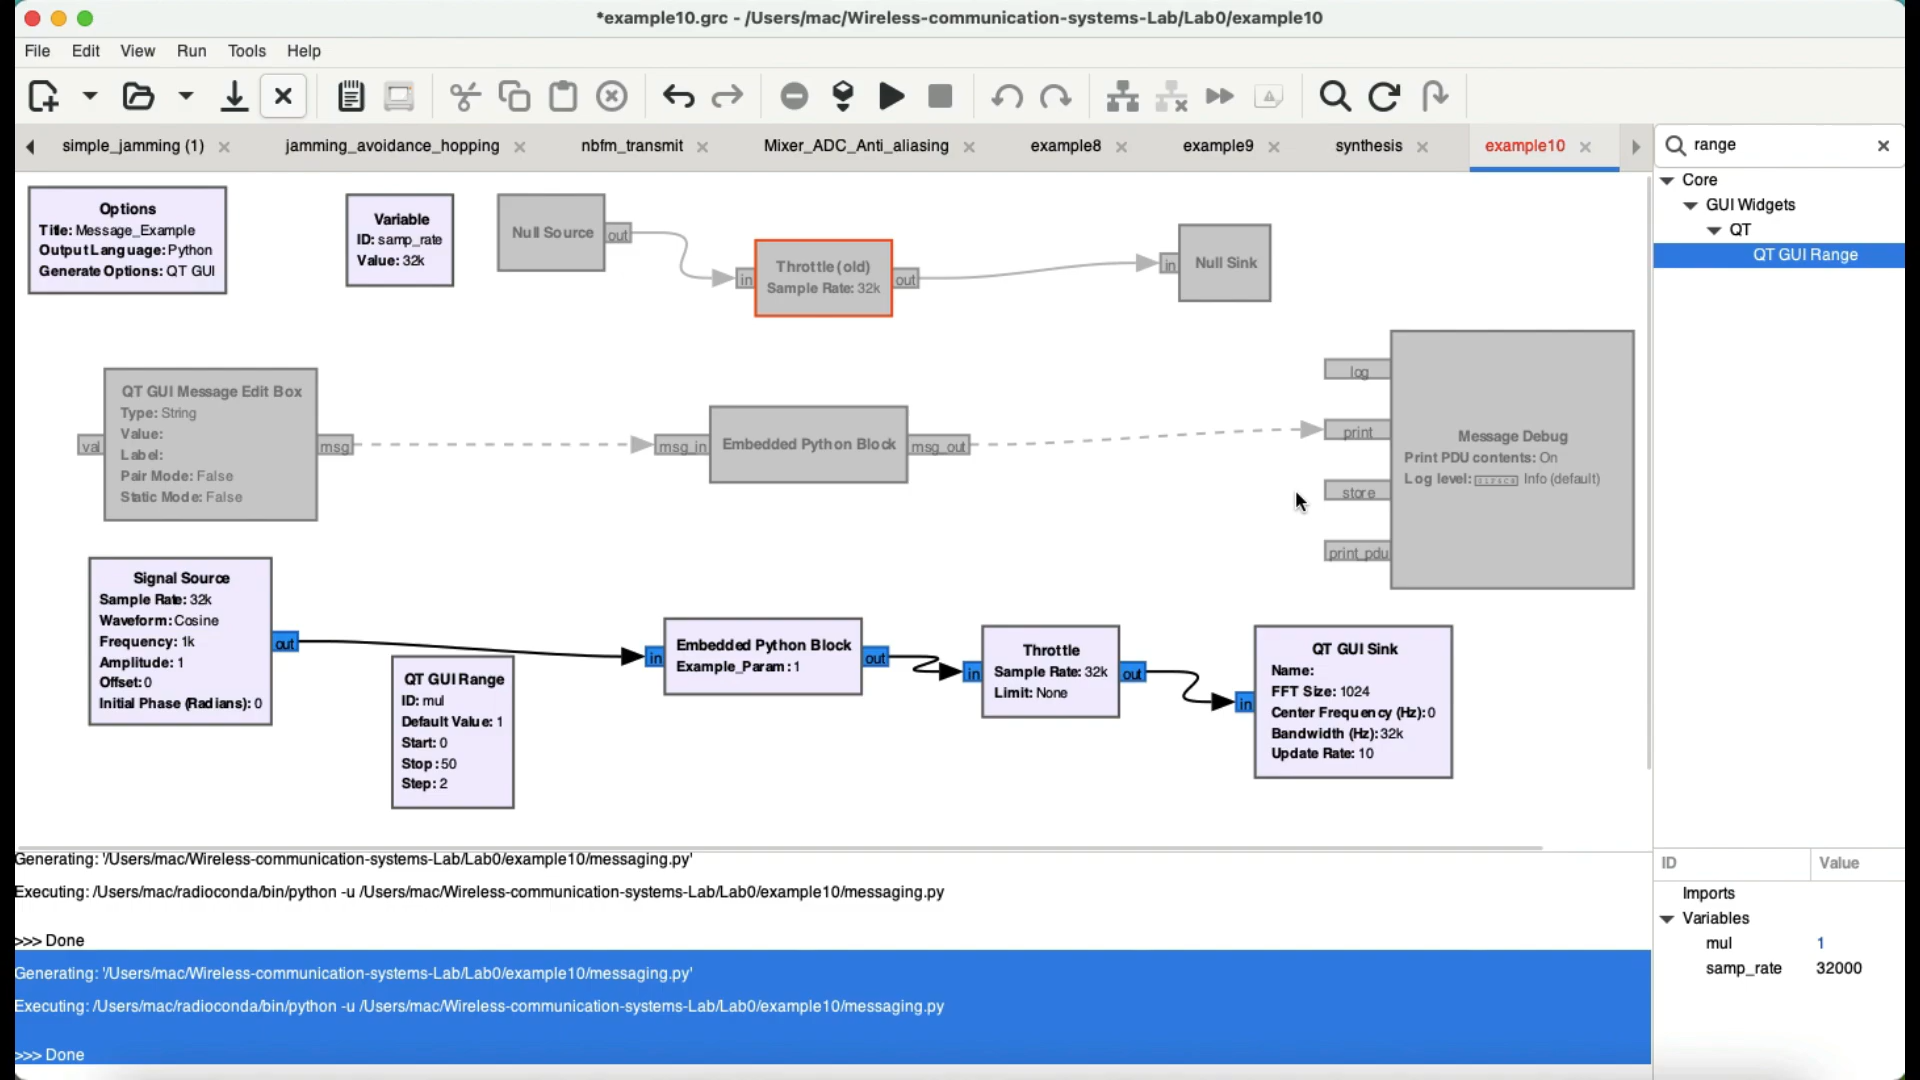 *example10.grc - /Users/mac/Wireless-communication-systems-Lab/Lab0/example10
File Edit View Run Tools Help
simple_jamming (1) jamming_avoidance_hopping nbfm_transmit Mixer_ADC_Anti_aliasing example8 example9 synthesis example10
range
Core
GUI Widgets
QT
QT GUI Range
Options
Title: Message_Example
Output Language: Python
Generate Options: QT GUI
Variable
ID: samp_rate
Value: 32k
Null Source
out
in
Throttle (old)
Sample Rate: 32k
out
in
Null Sink
val
QT GUI Message Edit Box
Type: String
Value:
Label:
Pair Mode: False
Static Mode: False
msg
msg_in
Embedded Python Block
msg_out
log
print
store
print_pdu
Message Debug
Print PDU contents: On
Log level: Info (default)
Signal Source
Sample Rate: 32k
Waveform: Cosine
Frequency: 1k
Amplitude: 1
Offset: 0
Initial Phase (Radians): 0
out
QT GUI Range
ID: mul
Default Value: 1
Start: 0
Stop: 50
Step: 2
in
Embedded Python Block
Example_Param: 1
out
in
Throttle
Sample Rate: 32k
Limit: None
out
in
QT GUI Sink
Name:
FFT Size: 1024
Center Frequency (Hz): 0
Bandwidth (Hz): 32k
Update Rate: 10
Generating: '/Users/mac/Wireless-communication-systems-Lab/Lab0/example10/messaging.py'
Executing: /Users/mac/radioconda/bin/python -u /Users/mac/Wireless-communication-systems-Lab/Lab0/example10/messaging.py
>>> Done
Generating: '/Users/mac/Wireless-communication-systems-Lab/Lab0/example10/messaging.py'
Executing: /Users/mac/radioconda/bin/python -u /Users/mac/Wireless-communication-systems-Lab/Lab0/example10/messaging.py
>>> Done
ID Value
Imports
Variables
mul 1
samp_rate 32000